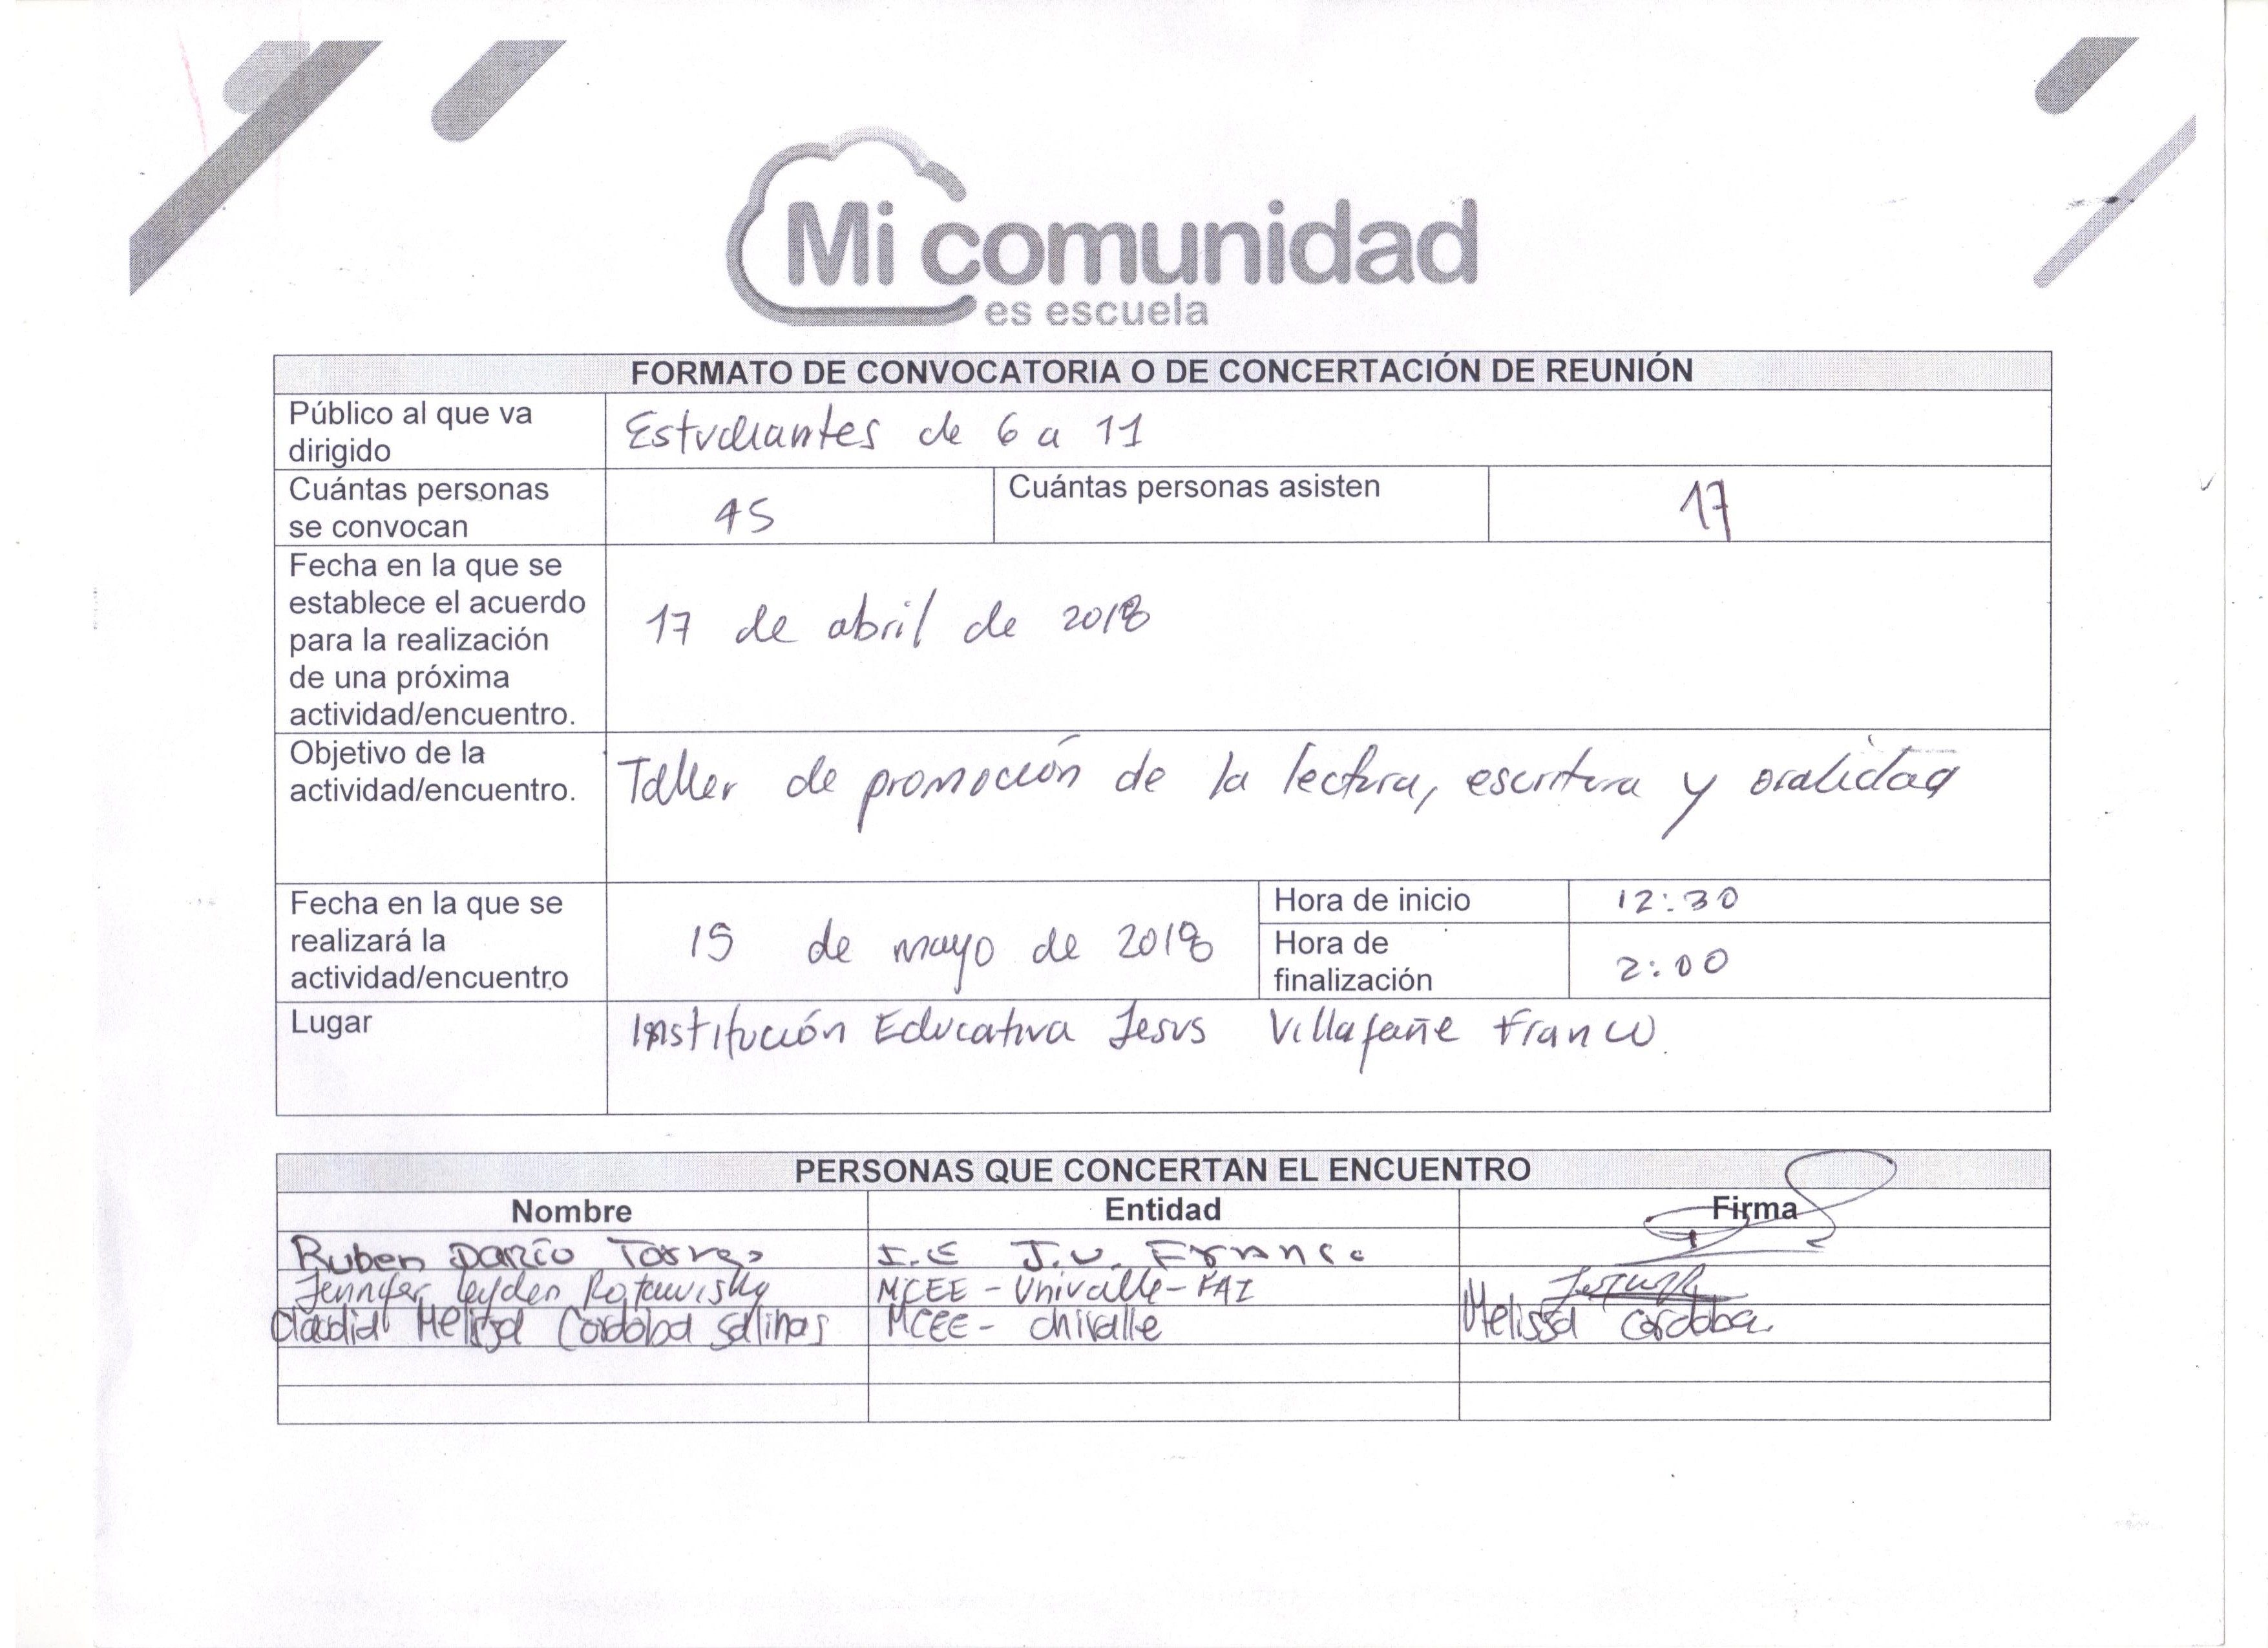 Mi comunidad
es escuela
FORMATO DE CONVOCATORIA O DE CONCERTACIÓN DE REUNIÓN
Público al que va
dirigido
Estudiantes de 6 a 11
Cuántas personas
se convocan
45
Cuántas personas asisten
17
Fecha en la que se
establece el acuerdo
para la realización
de una próxima
actividad/encuentro.
17 de abril de 2018
Objetivo de la
actividad/encuentro.
Taller de promoción de la lectura, escritura y oralidad
Fecha en la que se
realizará la
actividad/encuentro
15 de mayo de 2018
Hora de inicio
12:30
Hora de
finalización
2:00
Lugar
Institución Educativa Jesus Villafañe Franco
PERSONAS QUE CONCERTAN EL ENCUENTRO
Nombre Entidad Firma
Ruben Darío Torres I.E J.V. Franco
Jennifer Leyden Rotawisky MCEE - Univalle - FAI
Claudia Melissa Cordoba Salinas MCEE - Univalle Melissa Cordoba